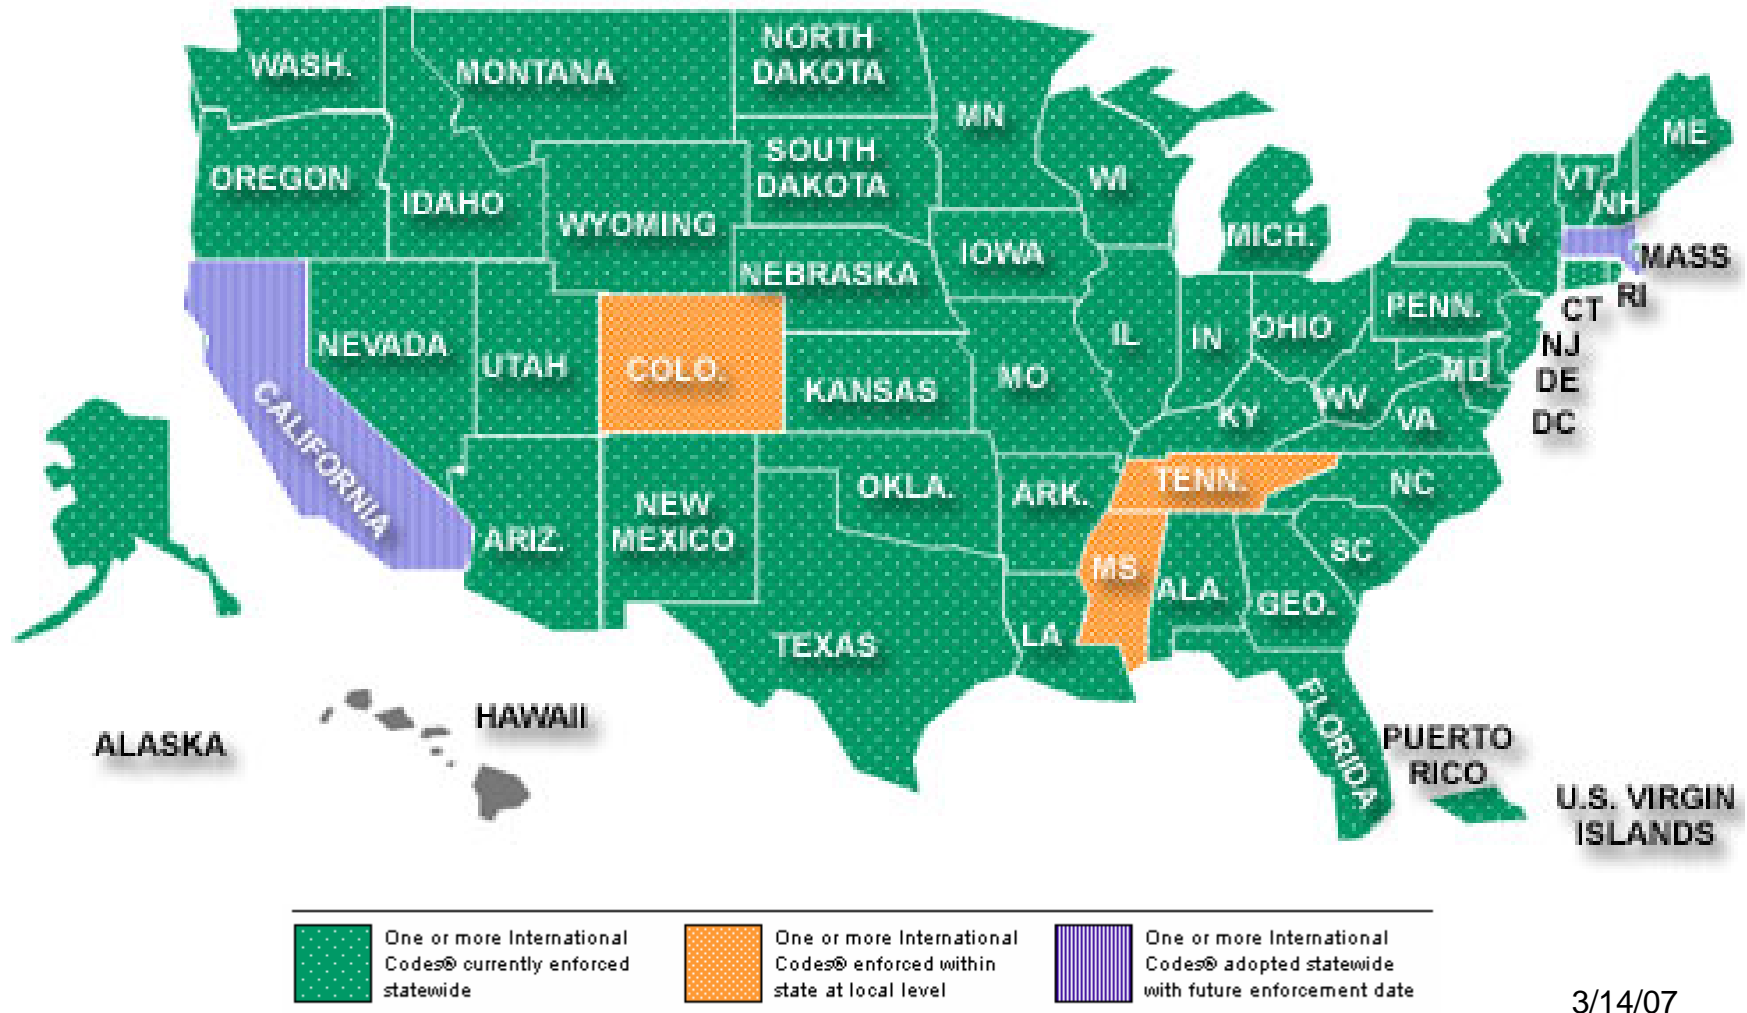 WASH.
MONTANA
NORTH
DAKOTA
MN
ME
OREGON
IDAHO
WYOMING
SOUTH
DAKOTA
WI
MICH.
VT
NH
NY
MASS
NEBRASKA
IOWA
PENN.
CT
RI
NEVADA
UTAH
COLO.
KANSAS
MO.
IL
IN
OHIO
NJ
DE
DC
MD
WV
VA
KY
CALIFORNIA
ARIZ.
NEW
MEXICO
OKLA.
ARK.
TENN.
NC
SC
MS
ALA.
GEO.
TEXAS
LA
FLORIDA
ALASKA
HAWAII
PUERTO
RICO
U.S. VIRGIN
ISLANDS
One or more International
Codes® currently enforced
statewide
One or more International
Codes® enforced within
state at local level
One or more International
Codes® adopted statewide
with future enforcement date
3/14/07